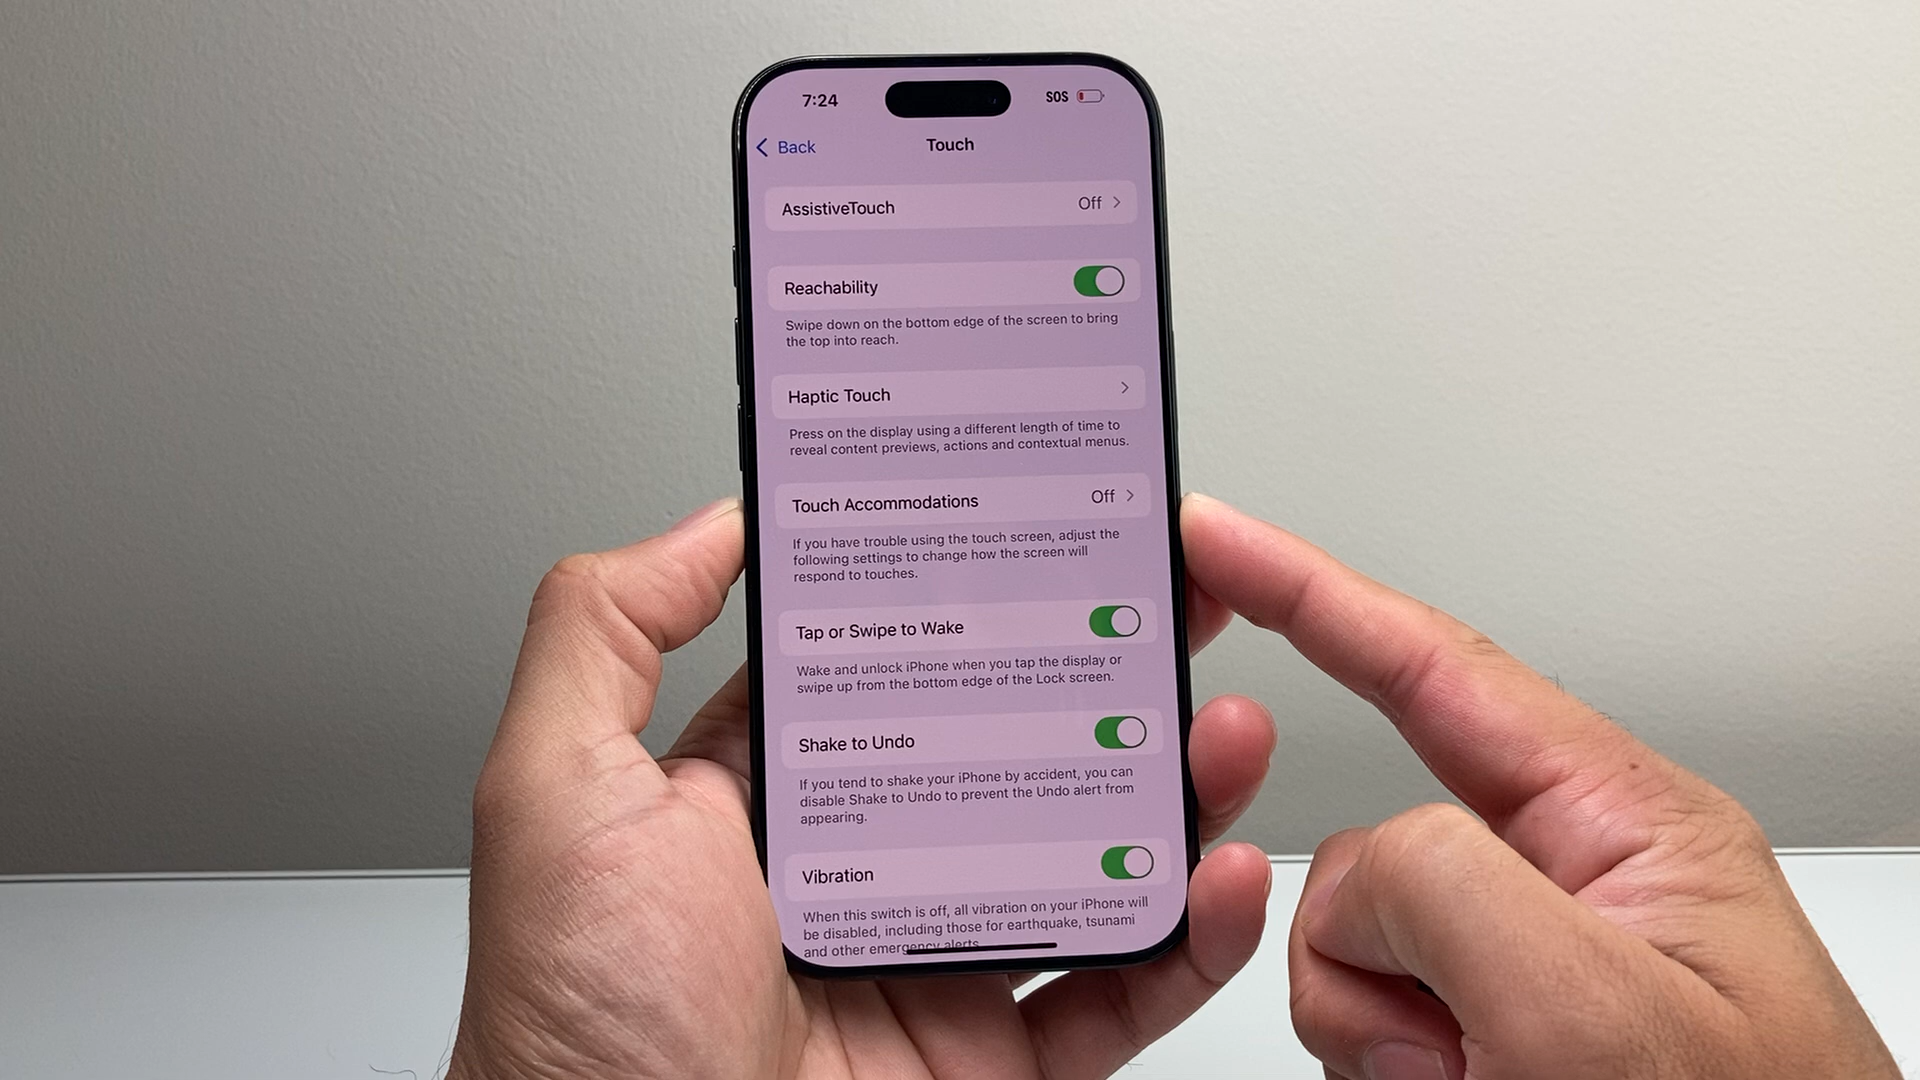 7:24
SOS
Back
Touch
AssistiveTouch
Off
Reachability
Swipe down on the bottom edge of the screen to bring
the top into reach.
Haptic Touch
Press on the display using a different length of time to
reveal content previews, actions and contextual menus.
Touch Accommodations
Off
If you have trouble using the touch screen, adjust the
following settings to change how the screen will
respond to touches.
Tap or Swipe to Wake
Wake and unlock iPhone when you tap the display or
swipe up from the bottom edge of the Lock screen.
Shake to Undo
If you tend to shake your iPhone by accident, you can
disable Shake to Undo to prevent the Undo alert from
appearing.
Vibration
When this switch is off, all vibration on your iPhone will
be disabled, including those for earthquake, tsunami
and other emergency alerts